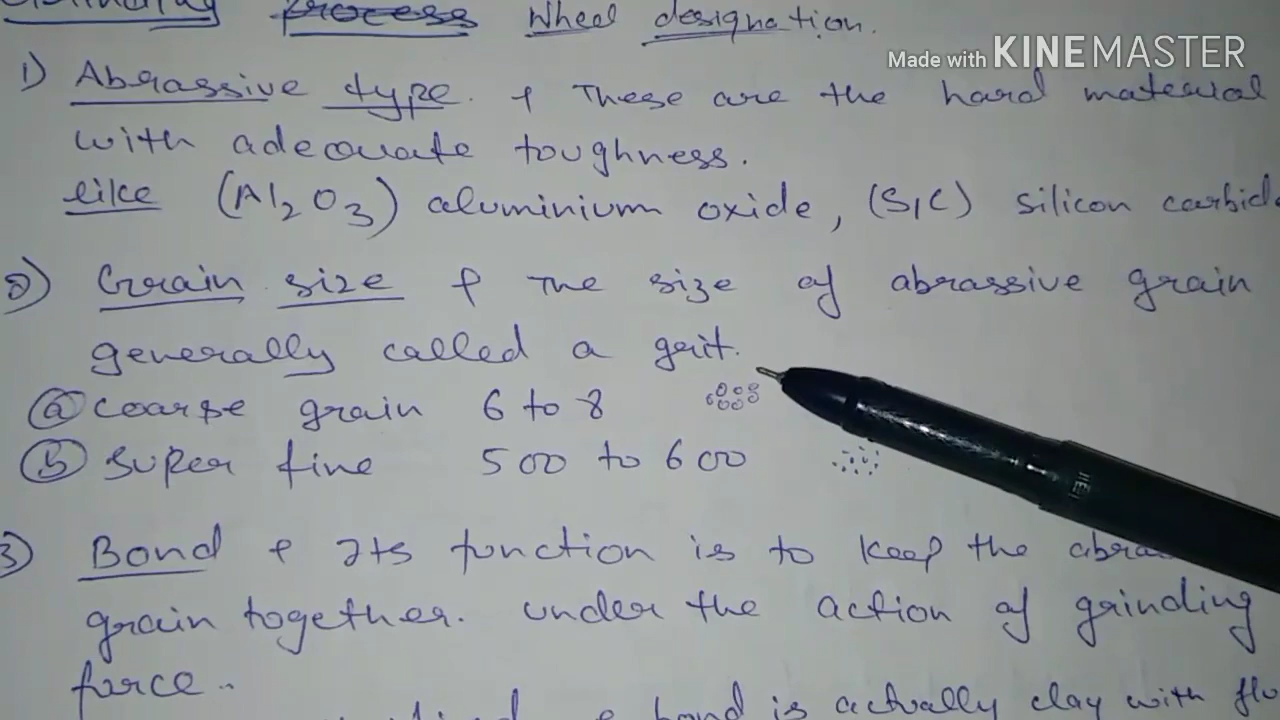 Grinding process Wheel designation.
Made with KINEMASTER
1) Abrassive type :- These are the hard material
with adequate toughness.
like (Al2O3) aluminium oxide, (SiC) silicon carbide
2) Grain size :- The size of abrassive grain
generally called a grit.
(a) coarse grain 6 to 8
(b) super fine 500 to 600
3) Bond :- Its function is to keep the
grain together. under the action of grinding
force..
bond is actually clay with